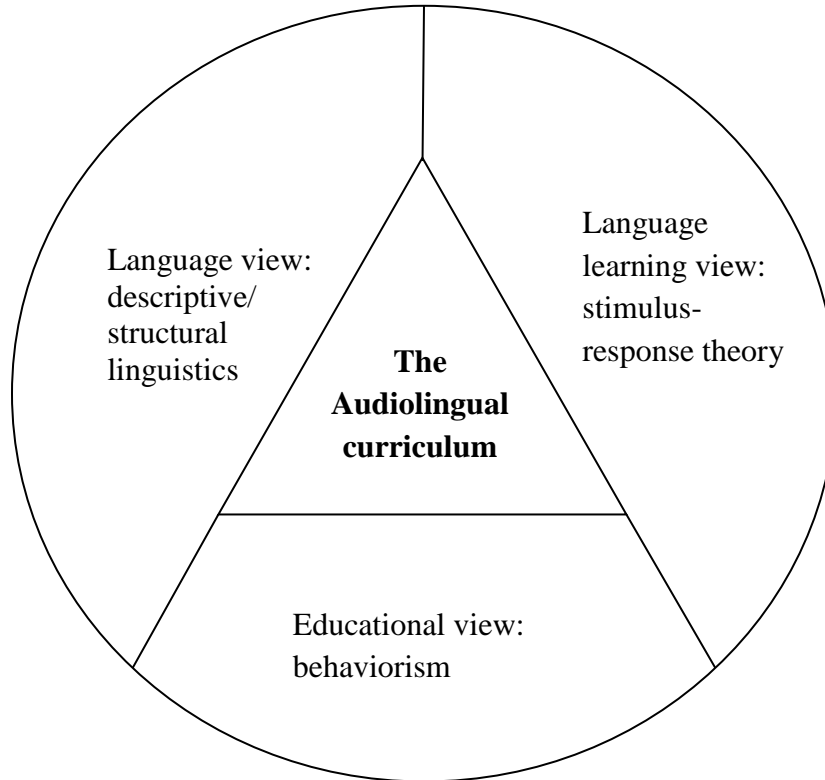 Language view:
descriptive/
structural
linguistics
Language
learning view:
stimulus-
response theory
The
Audiolingual
curriculum
Educational view:
behaviorism